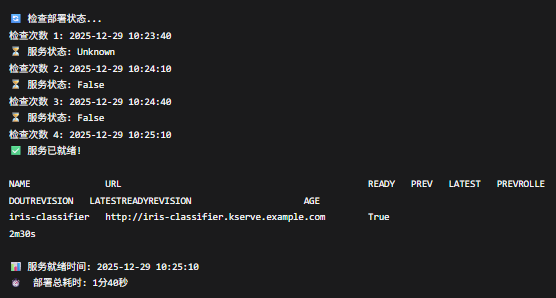 🔄 检查部署状态...
检查次数 1: 2025-12-29 10:23:40
⏳ 服务状态: Unknown
检查次数 2: 2025-12-29 10:24:10
⏳ 服务状态: False
检查次数 3: 2025-12-29 10:24:40
⏳ 服务状态: False
检查次数 4: 2025-12-29 10:25:10
✅ 服务已就绪!
NAME URL READY PREV LATEST PREVROLLE
DOUTREVISION LATESTREADYREVISION AGE
iris-classifier http://iris-classifier.kserve.example.com True
2m30s
📊 服务就绪时间: 2025-12-29 10:25:10
⏱ 部署总耗时: 1分40秒